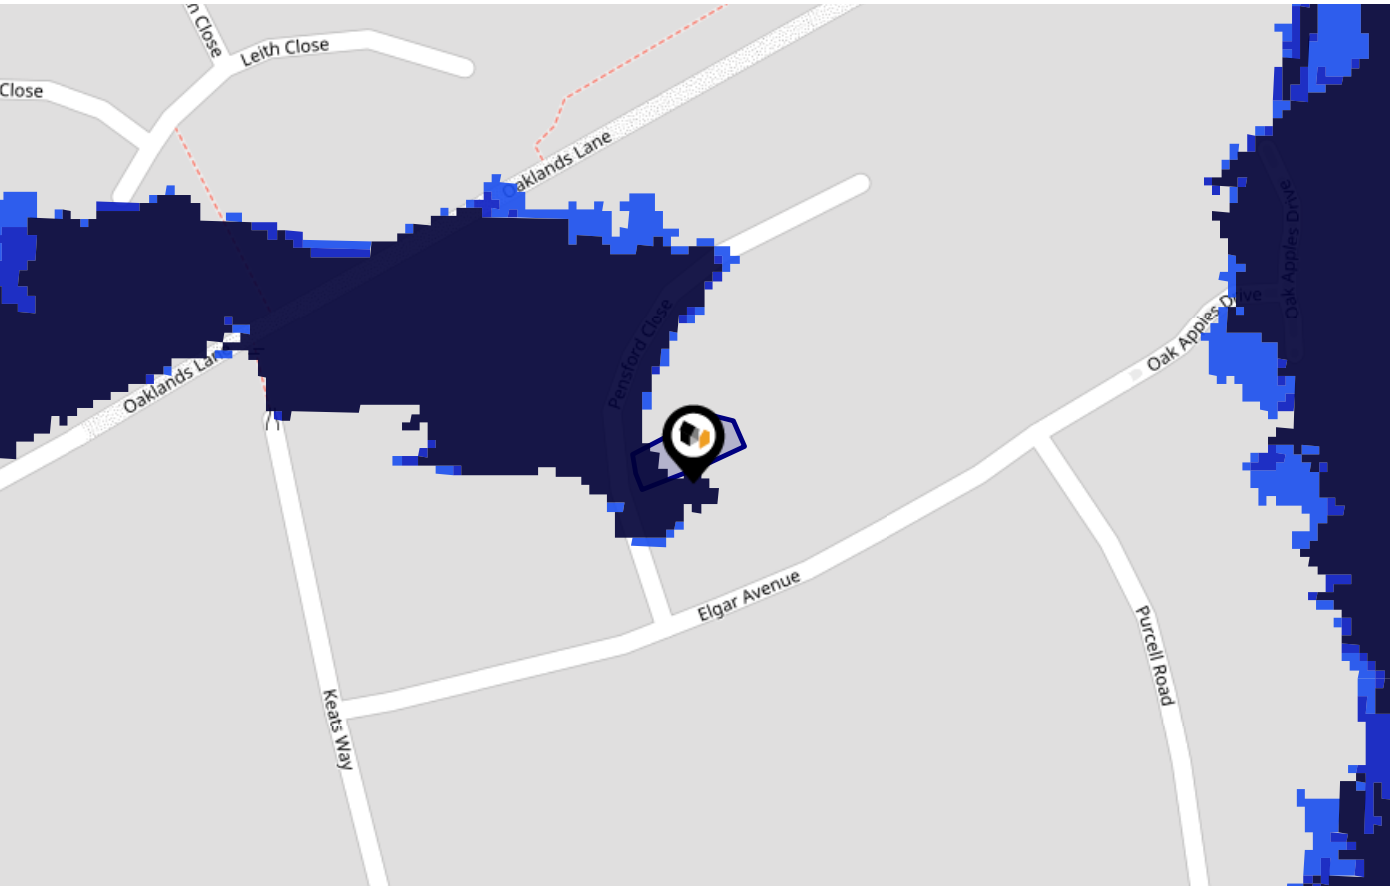 n Close
Leith Close
Close
Oaklands Lane
Oak Apples Drive
Pensford Close
Oak Apples Drive
Oaklands Lane
Elgar Avenue
Purcell Road
Keats Way